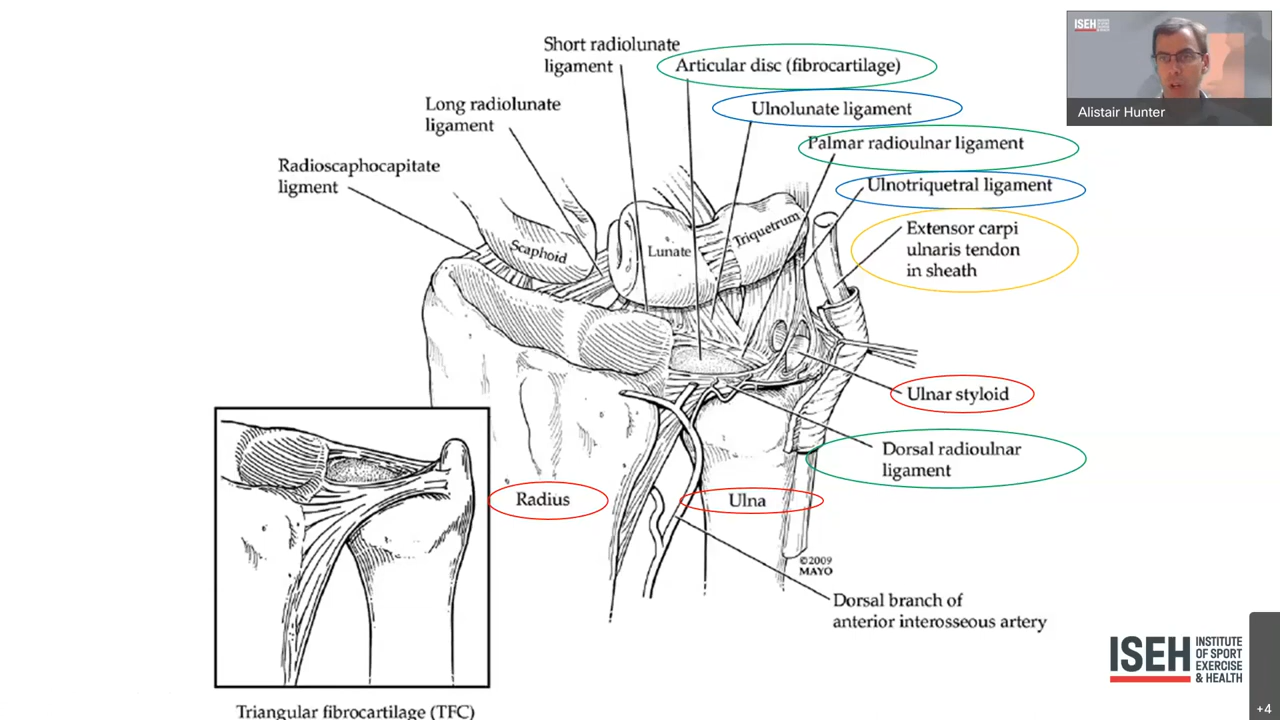 Short radiolunate
ligament
Articular disc (fibrocartilage)
Ulnolunate ligament
Long radiolunate
ligament
Palmar radioulnar ligament
Radioscaphocapitate
ligment
Ulnotriquetral ligament
Extensor carpi
ulnaris tendon
in sheath
Scaphoid
Lunate
Triquetrum
Ulnar styloid
Dorsal radioulnar
ligament
Radius
Ulna
©2009
MAYO
Dorsal branch of
anterior interosseous artery
Triangular fibrocartilage (TFC)
ISEH
Alistair Hunter
ISEH
INSTITUTE
OF SPORT
EXERCISE
& HEALTH
+4